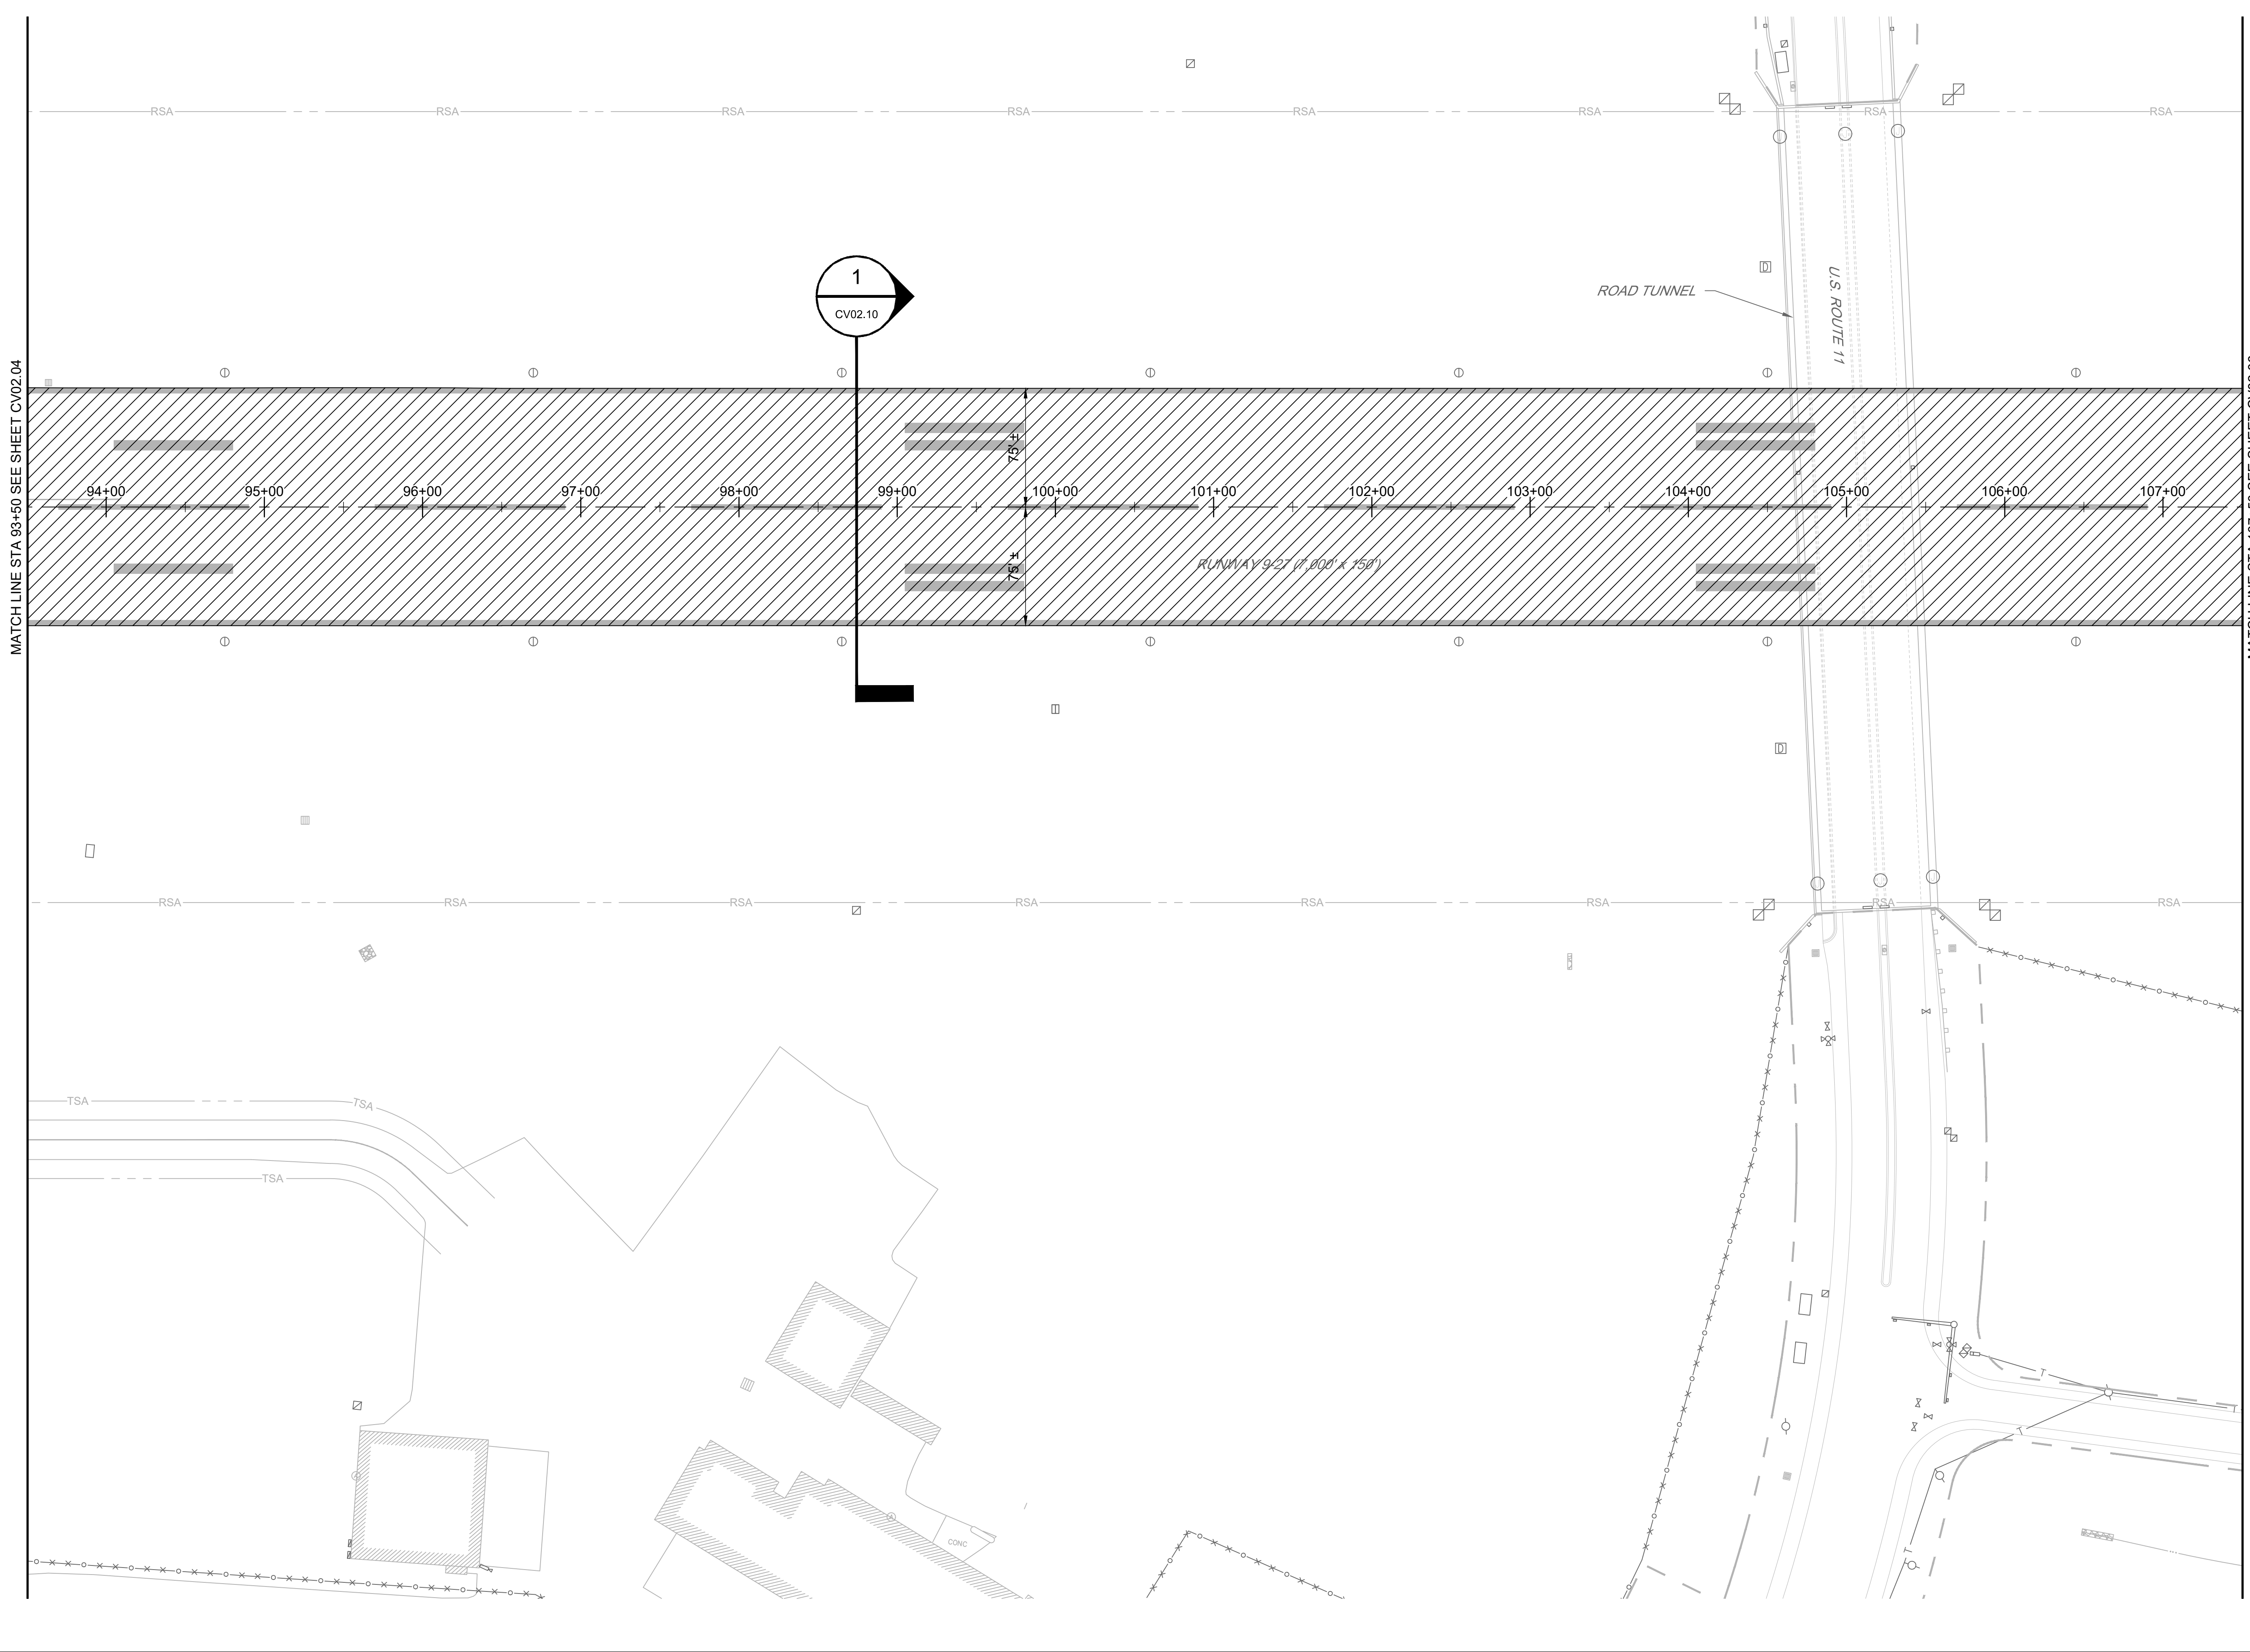 RSA RSA RSA RSA RSA RSA RSA RSA
1
CV02.10
ROAD TUNNEL
U.S. ROUTE 11
MATCH LINE STA 93+50 SEE SHEET CV02.04
75'±
94+00 95+00 96+00 97+00 98+00 99+00 100+00 101+00 102+00 103+00 104+00 105+00 106+00 107+00
75'±
RUNWAY 9-27 (7,000' x 150')
D
D
RSA RSA RSA RSA RSA RSA RSA RSA
TSA TSA
TSA
T
T
T
T
CONC